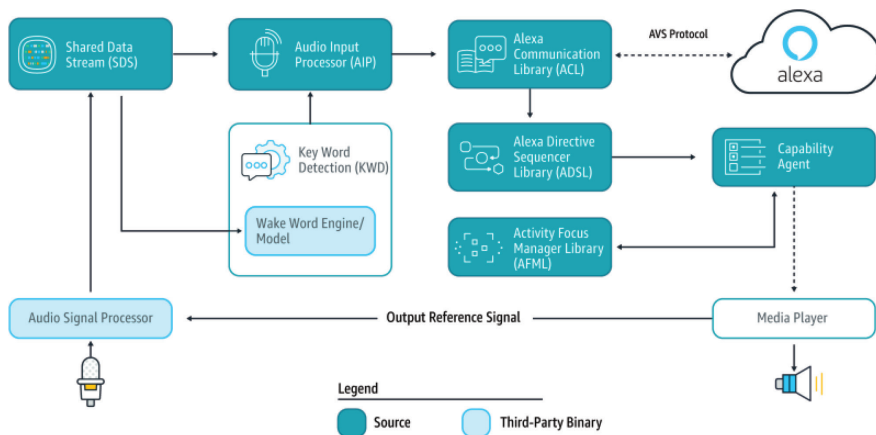 Shared Data
Stream (SDS)
Audio Input
Processor (AIP)
Alexa
Communication
Library (ACL)
AVS Protocol
alexa
Key Word
Detection (KWD)
Wake Word Engine/
Model
Alexa Directive
Sequencer
Library (ADSL)
Capability
Agent
Activity Focus
Manager Library
(AFML)
Audio Signal Processor
Output Reference Signal
Media Player
Legend
Source
Third-Party Binary